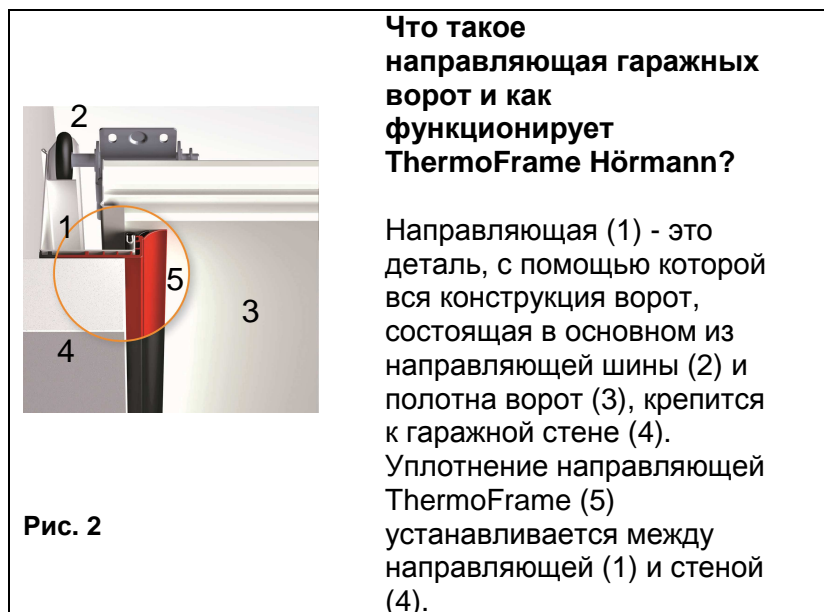 Что такое
направляющая гаражных
ворот и как
функционирует
ThermoFrame Hörmann?
Направляющая (1) - это
деталь, с помощью которой
вся конструкция ворот,
состоящая в основном из
направляющей шины (2) и
полотна ворот (3), крепится
к гаражной стене (4).
Уплотнение направляющей
ThermoFrame (5)
устанавливается между
направляющей (1) и стеной
(4).
2
1
5
3
4
Рис. 2